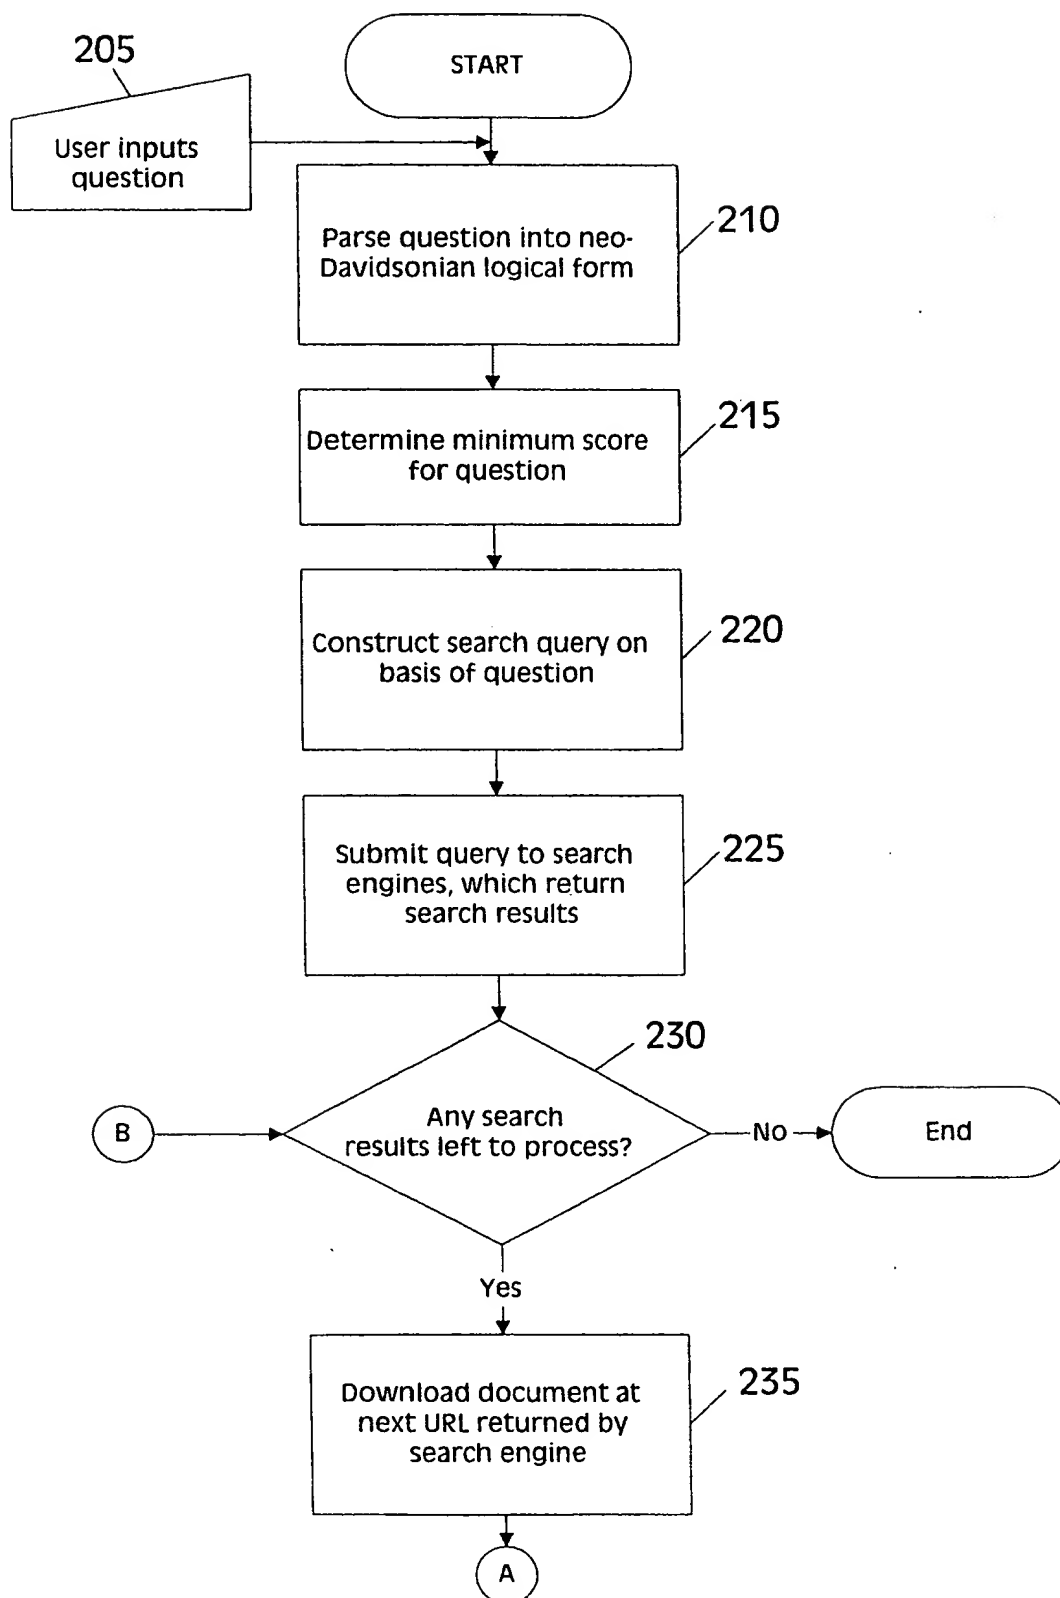 205
START
User inputs
question
210
Parse question into neo-
Davidsonian logical form
215
Determine minimum score
for question
220
Construct search query on
basis of question
225
Submit query to search
engines, which return
search results
230
B
Any search
results left to process?
No
End
Yes
235
Download document at
next URL returned by
search engine
A